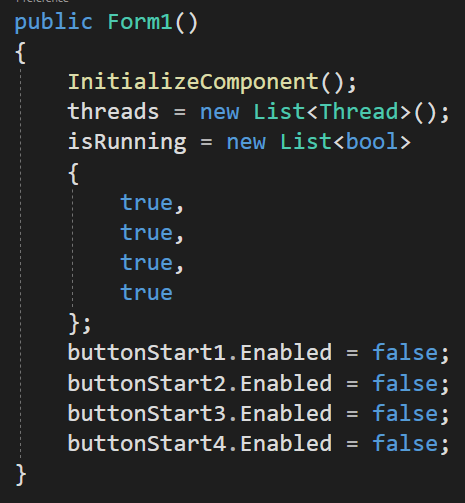 public Form1()
{
InitializeComponent();
threads = new List<Thread>();
isRunning = new List<bool>
{
true,
true,
true,
true
};
buttonStart1.Enabled = false;
buttonStart2.Enabled = false;
buttonStart3.Enabled = false;
buttonStart4.Enabled = false;
}